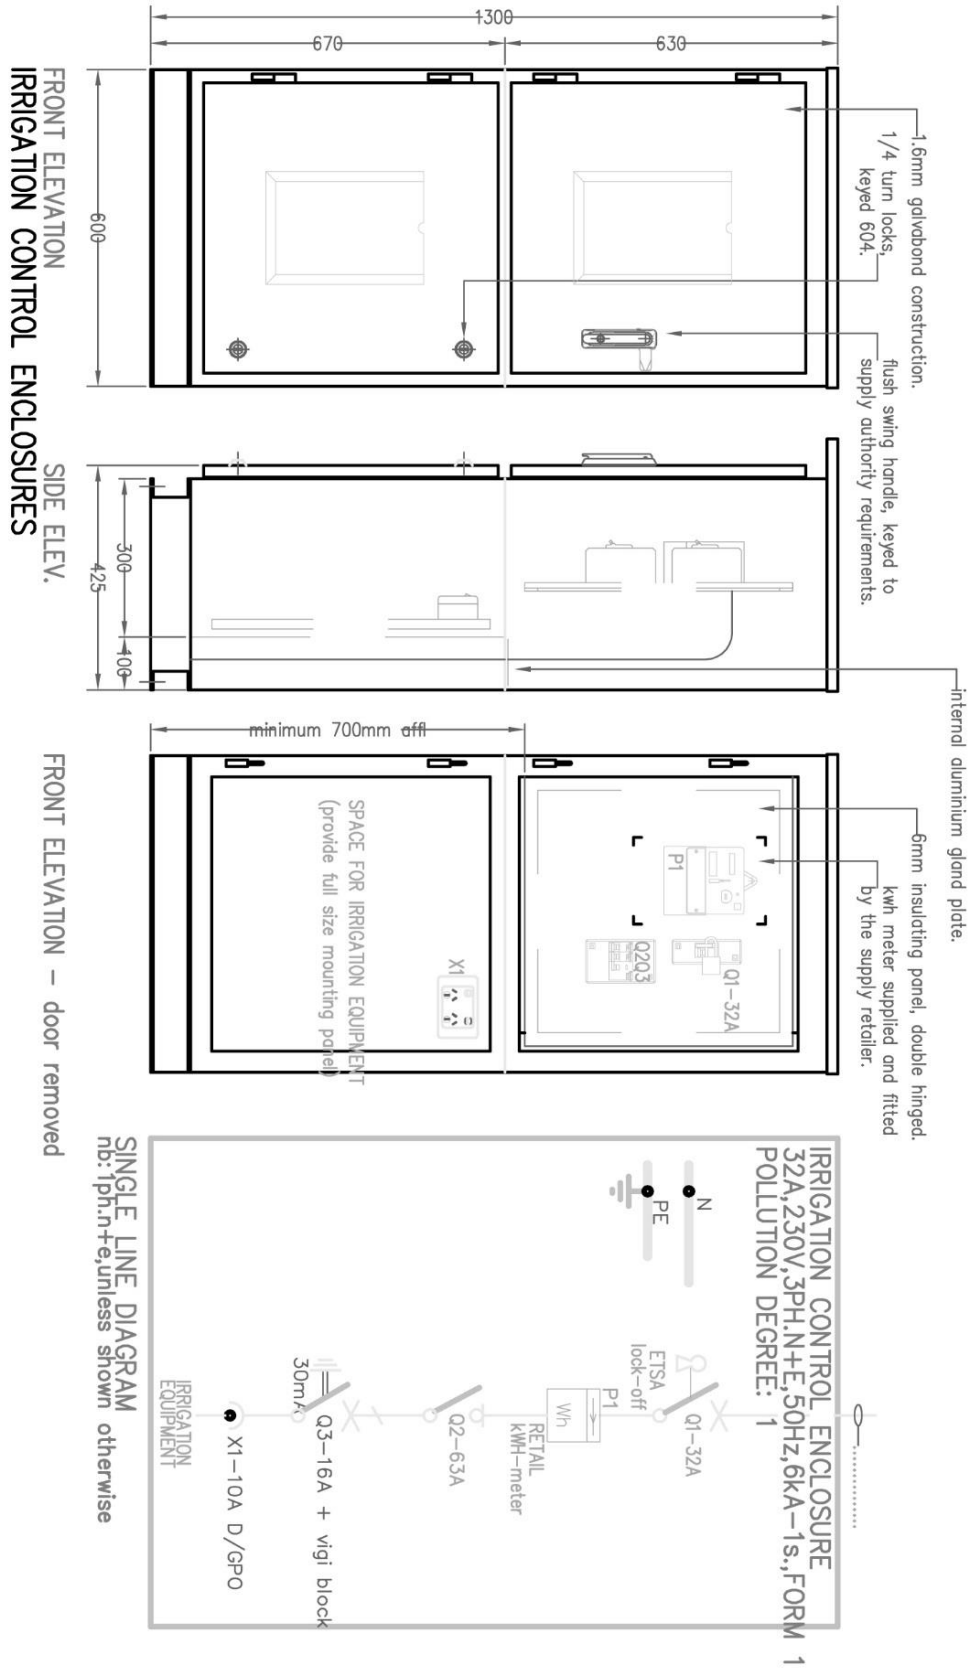 1300
670
630
600
1.6mm galvabond construction.
1/4 turn locks,
keyed 604.
flush swing handle, keyed to
supply authority requirements.
FRONT ELEVATION
RRIGATION CONTROL ENCLOSURES
300
100
425
internal aluminium gland plate.
SIDE ELEV.
minimum 700mm affl
6mm insulating panel, double hinged.
kwh meter supplied and fitted
by the supply retailer.
P1
Q1-32A
Q2Q3
X1
SPACE FOR IRRIGATION EQUIPMENT
(provide full size mounting panel)
FRONT ELEVATION - door removed
IRRIGATION CONTROL ENCLOSURE
32A,230V,3PH.N+E,50Hz,6kA-1s.,FORM 1
POLLUTION DEGREE: 1
N
PE
ETSA
lock-off
Q1-32A
P1
Wh
RETAIL
kWH-meter
Q2-63A
30mA
Q3-16A + vigi block
X1-10A D/GPO
IRRIGATION
EQUIPMENT
SINGLE LINE DIAGRAM
nb:1ph.n+e,unless shown otherwise